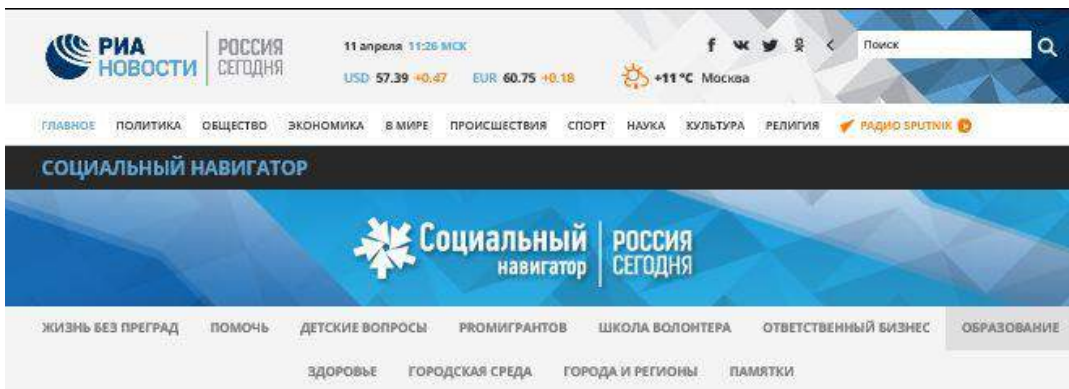 РИА НОВОСТИ РОССИЯ СЕГОДНЯ
11 апреля 11:26 МСК
Поиск
USD 57.39 +0.47 EUR 60.75 +0.18 +11 °C Москва
ГЛАВНОЕ ПОЛИТИКА ОБЩЕСТВО ЭКОНОМИКА В МИРЕ ПРОИСШЕСТВИЯ СПОРТ НАУКА КУЛЬТУРА РЕЛИГИЯ РАДИО SPUTNIK
СОЦИАЛЬНЫЙ НАВИГАТОР
Социальный РОССИЯ
навигатор СЕГОДНЯ
ЖИЗНЬ БЕЗ ПРЕГРАД ПОМОЧЬ ДЕТСКИЕ ВОПРОСЫ PROМИГРАНТОВ ШКОЛА ВОЛОНТЕРА ОТВЕТСТВЕННЫЙ БИЗНЕС ОБРАЗОВАНИЕ
ЗДОРОВЬЕ ГОРОДСКАЯ СРЕДА ГОРОДА И РЕГИОНЫ ПАМЯТКИ